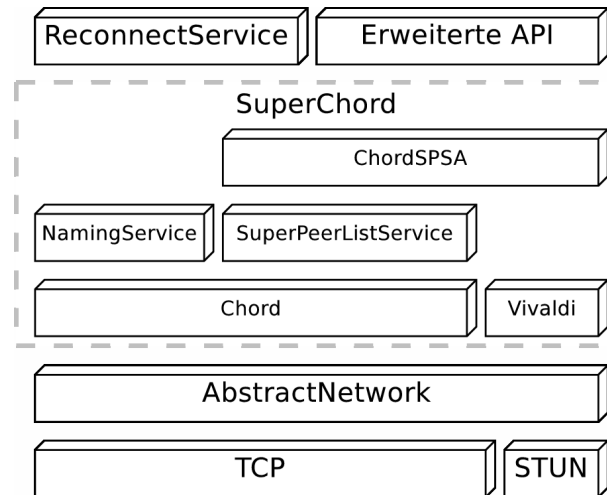 ReconnectService
Erweiterte API
SuperChord
ChordSPSA
NamingService
SuperPeerListService
Chord
Vivaldi
AbstractNetwork
TCP
STUN